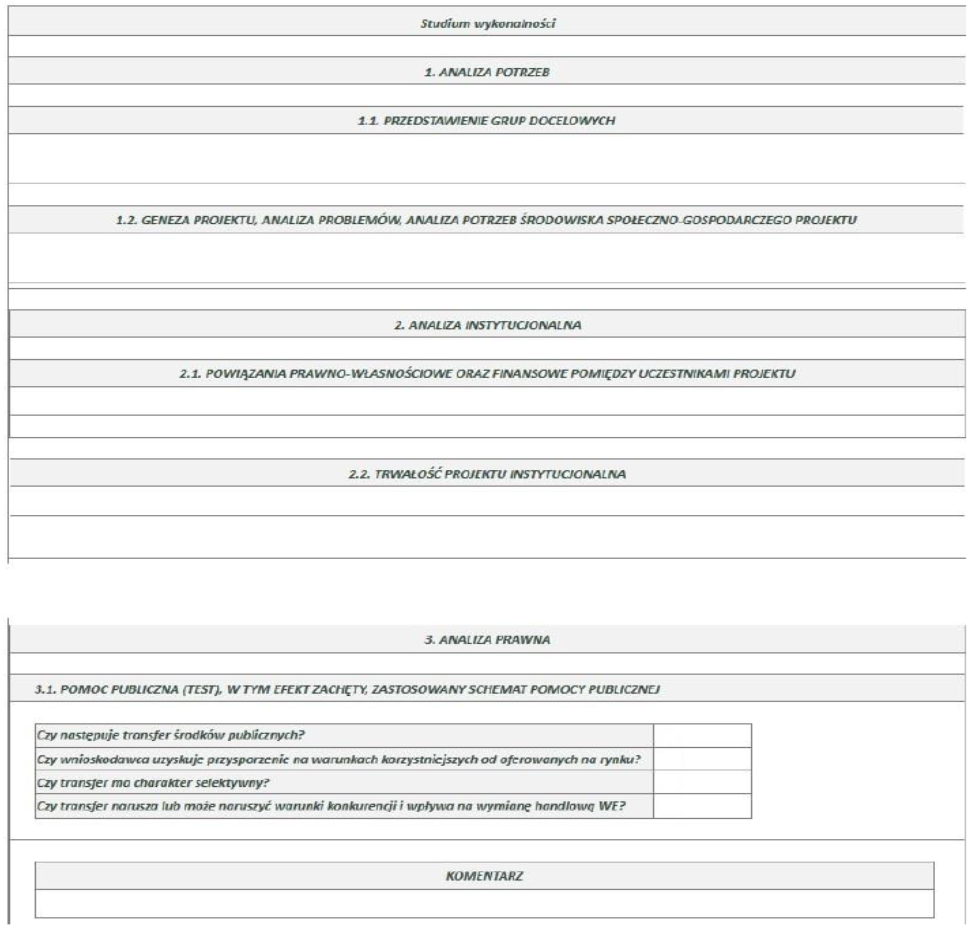 Studium wykonalności
1. ANALIZA POTRZEB
1.1. PRZEDSTAWIENIE GRUP DOCELOWYCH
1.2. GENEZA PROJEKTU, ANALIZA PROBLEMÓW, ANALIZA POTRZEB ŚRODOWISKA SPOŁECZNO-GOSPODARCZEGO PROJEKTU
2. ANALIZA INSTYTUCJONALNA
2.1. POWIĄZANIA PRAWNO-WŁASNOŚCIOWE ORAZ FINANSOWE POMIĘDZY UCZESTNIKAMI PROJEKTU
2.2. TRWAŁOŚĆ PROJEKTU INSTYTUCJONALNA
3. ANALIZA PRAWNA
3.1. POMOC PUBLICZNA (TEST), W TYM EFEKT ZACHĘTY, ZASTOSOWANY SCHEMAT POMOCY PUBLICZNEJ
Czy następuje transfer środków publicznych?
Czy wnioskodawca uzyskuje przysporzenie na warunkach korzystniejszych od oferowanych na rynku?
Czy transfer ma charakter selektywny?
Czy transfer narusza lub może naruszyć warunki konkurencji i wpływa na wymianę handlową WE?
KOMENTARZ